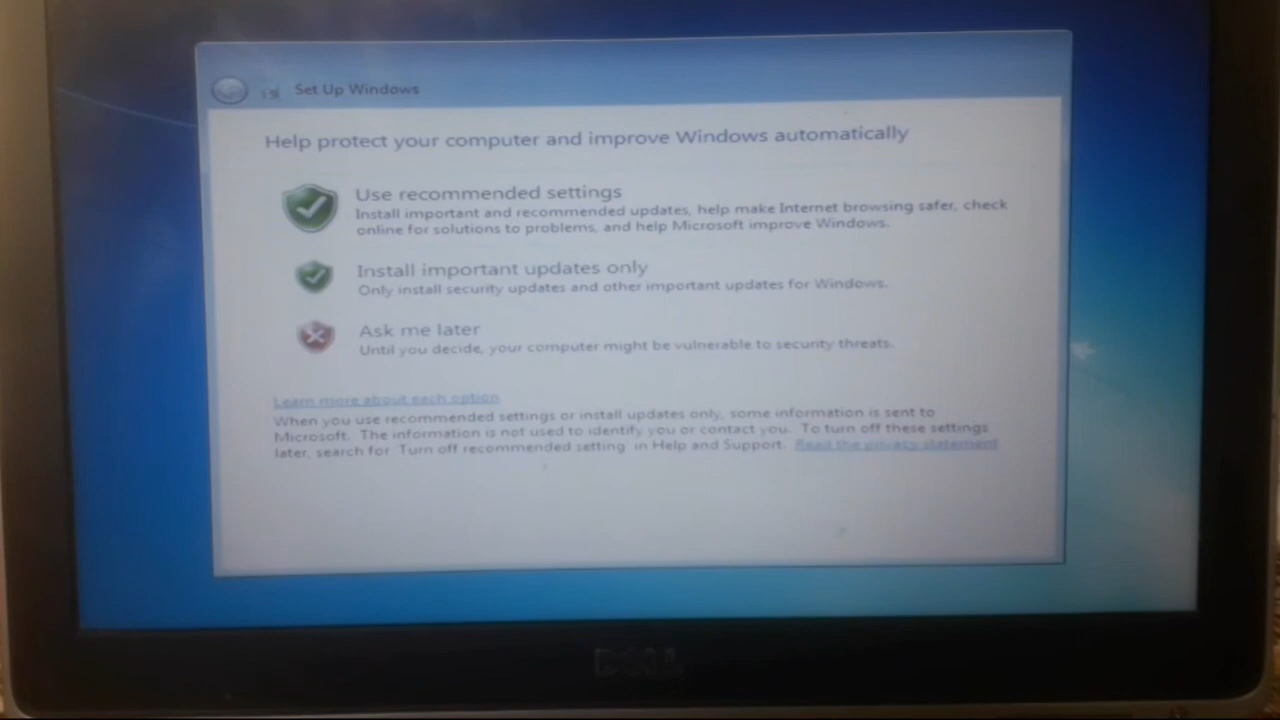 Set Up Windows
Help protect your computer and improve Windows automatically
Use recommended settings
Install important and recommended updates, help make Internet browsing safer, check
online for solutions to problems, and help Microsoft improve Windows.
Install important updates only
Only install security updates and other important updates for Windows.
Ask me later
Until you decide, your computer might be vulnerable to security threats.
Learn more about each option
When you use recommended settings or install updates only, some information is sent to
Microsoft. The information is not used to identify you or contact you. To turn off these settings
later, search for 'Turn off recommended setting' in Help and Support. Read the privacy statement
DELL